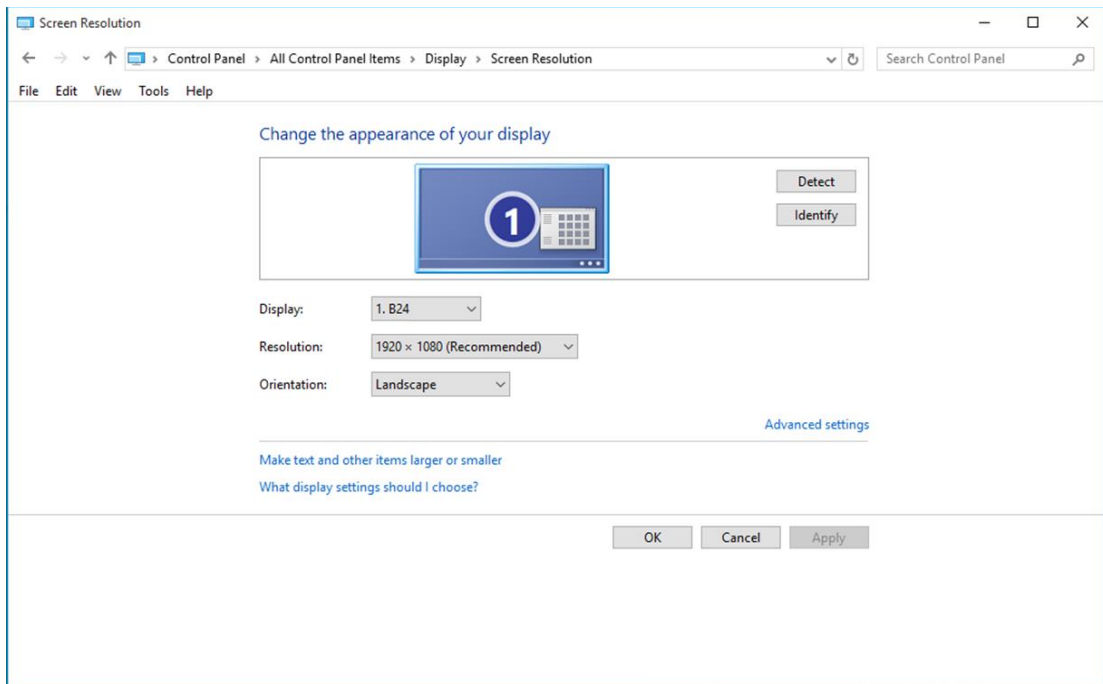 Screen Resolution
Control Panel > All Control Panel Items > Display > Screen Resolution
Search Control Panel
File Edit View Tools Help
Change the appearance of your display
1
Detect
Identify
Display: 1. B24
Resolution: 1920 × 1080 (Recommended)
Orientation: Landscape
Advanced settings
Make text and other items larger or smaller
What display settings should I choose?
OK Cancel Apply